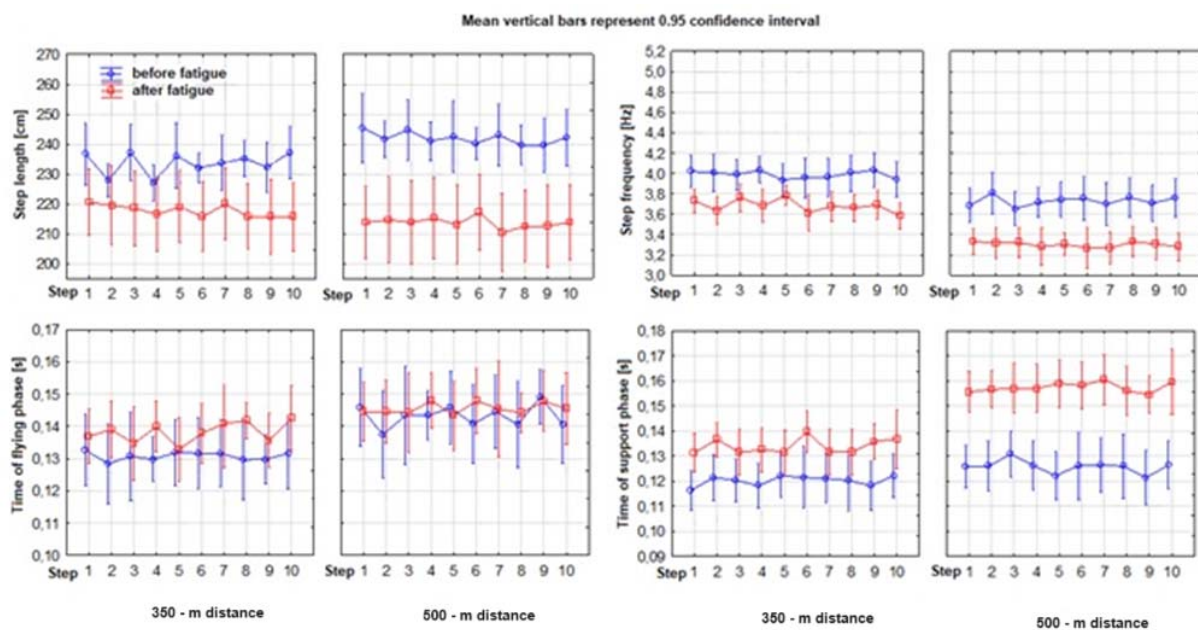 Mean vertical bars represent 0.95 confidence interval
Step length [cm]
270
260
250
240
230
220
210
200
before fatigue
after fatigue
Step 1 2 3 4 5 6 7 8 9 10
Step 1 2 3 4 5 6 7 8 9 10
Step frequency [Hz]
5,2
5,0
4,8
4,6
4,4
4,2
4,0
3,8
3,6
3,4
3,2
3,0
Step 1 2 3 4 5 6 7 8 9 10
Step 1 2 3 4 5 6 7 8 9 10
Time of flying phase [s]
0,17
0,16
0,15
0,14
0,13
0,12
0,11
0,10
Step 1 2 3 4 5 6 7 8 9 10
Step 1 2 3 4 5 6 7 8 9 10
Time of support phase [s]
0,18
0,17
0,16
0,15
0,14
0,13
0,12
0,11
0,10
0,09
Step 1 2 3 4 5 6 7 8 9 10
Step 1 2 3 4 5 6 7 8 9 10
350 - m distance
500 - m distance
350 - m distance
500 - m distance